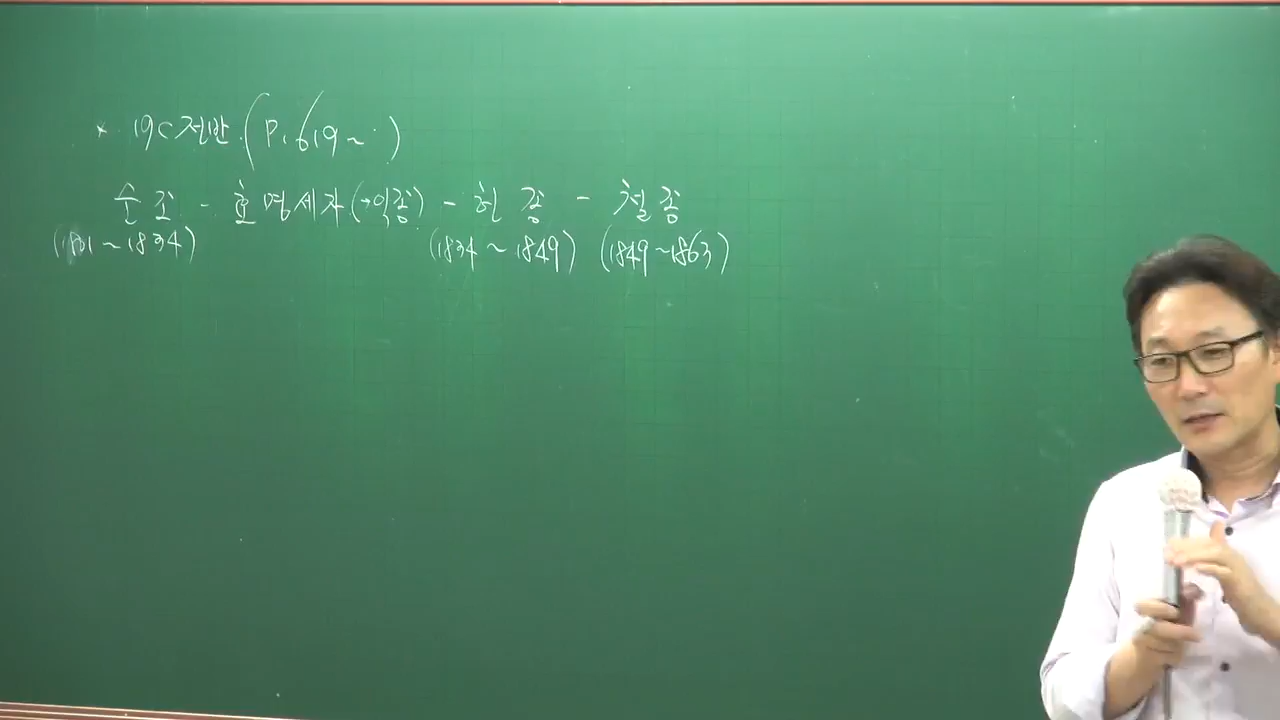 * 19C 전반 (P. 619~ )
순조 - 효명세자(→익종) - 헌종 - 철종
(1801~1834) (1834~1849) (1849~1863)